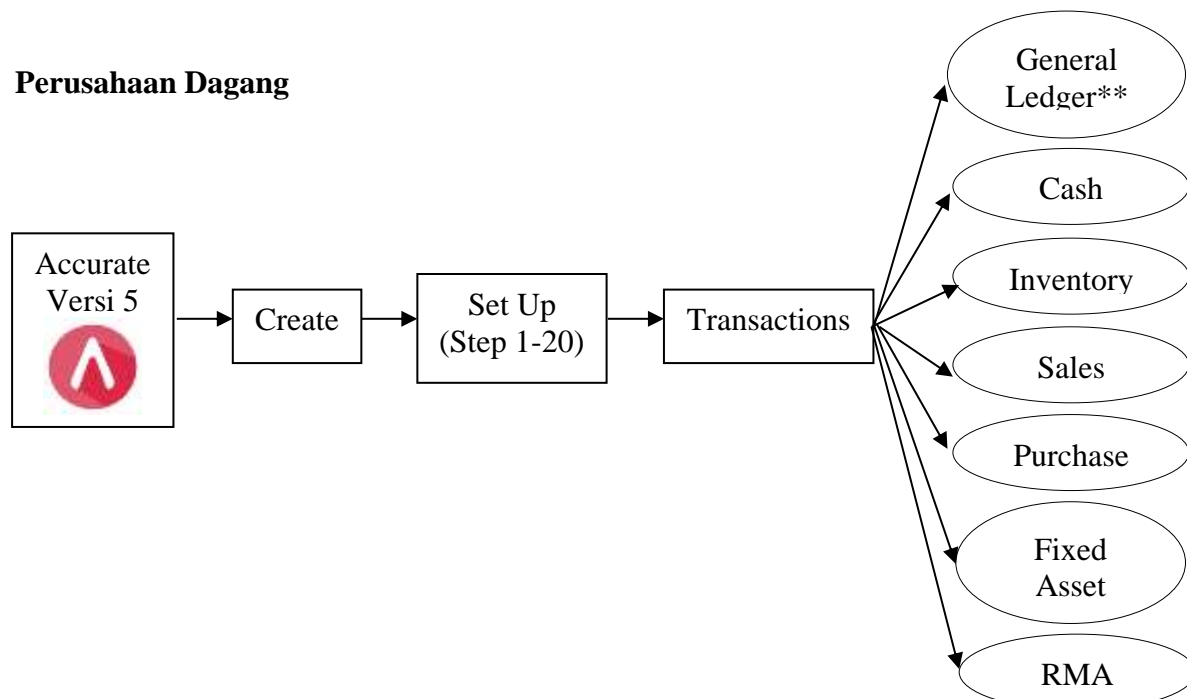 Perusahaan Dagang
Accurate
Versi 5
Create
Set Up
(Step 1-20)
Transactions
General
Ledger**
Cash
Inventory
Sales
Purchase
Fixed
Asset
RMA